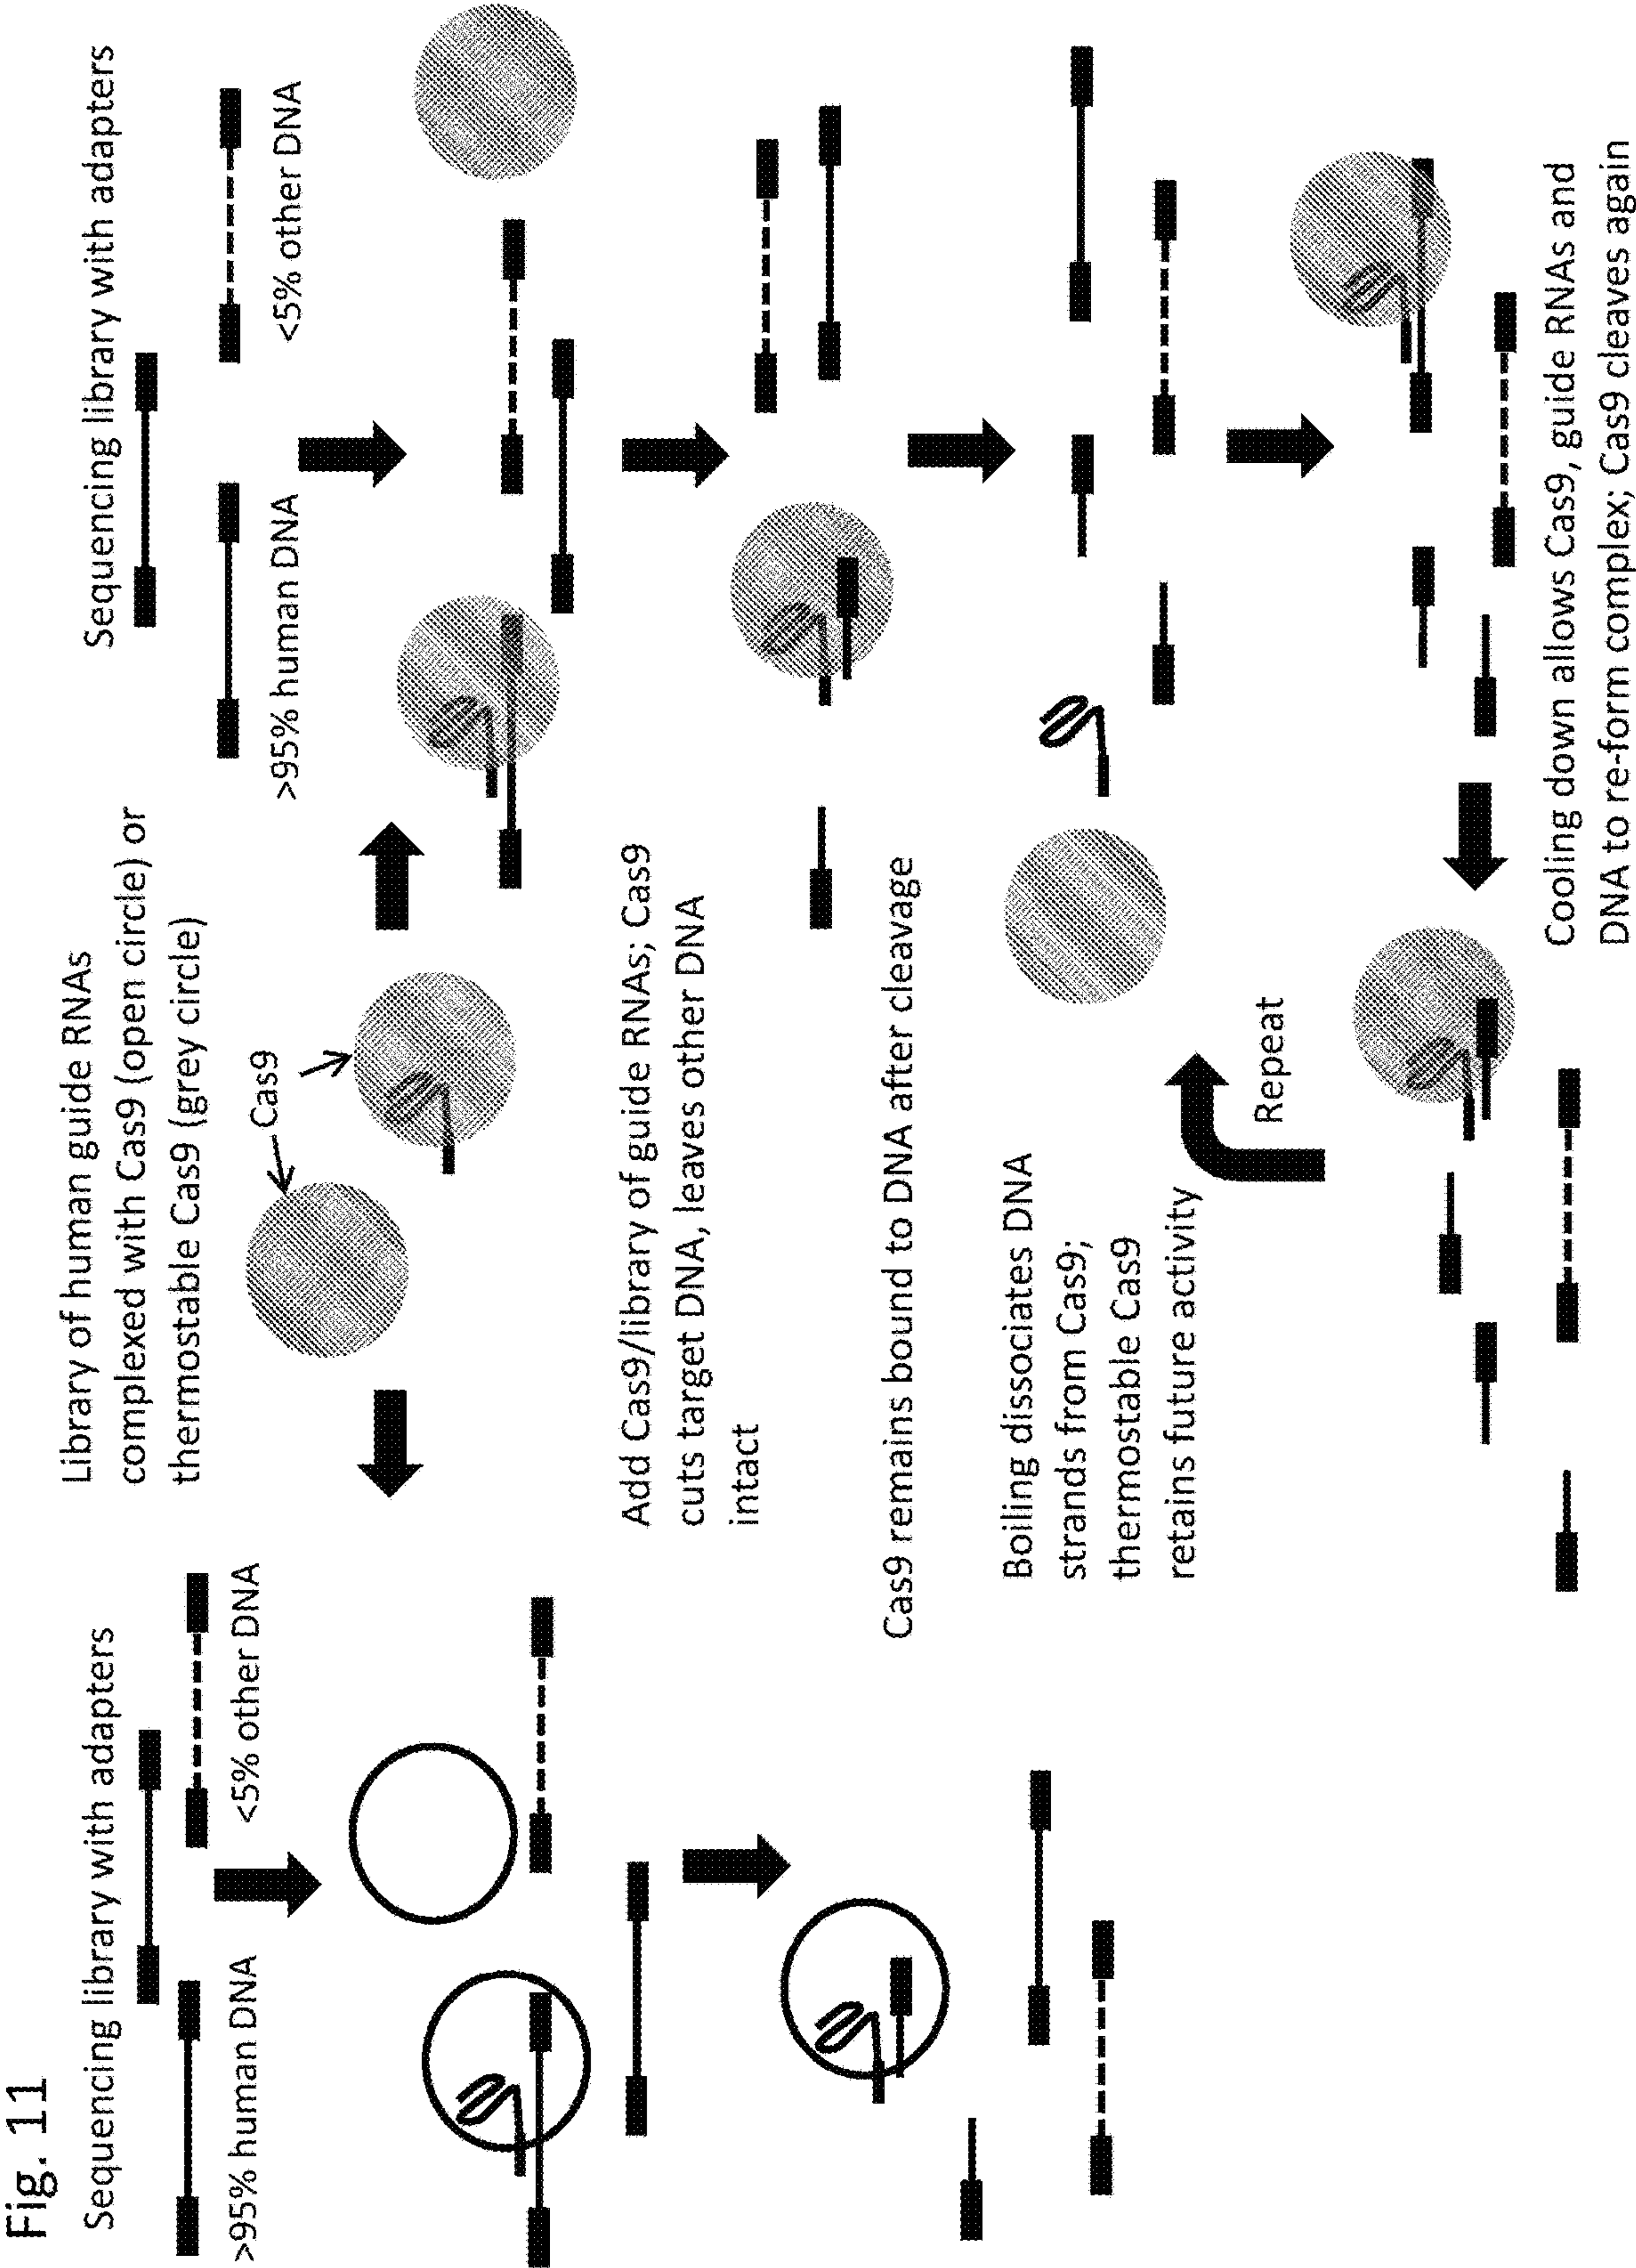 Fig. 11
Sequencing library with adapters
>95% human DNA
<5% other DNA
Library of human guide RNAs
complexed with Cas9 (open circle) or
thermostable Cas9 (grey circle)
Cas9
Sequencing library with adapters
>95% human DNA
<5% other DNA
Add Cas9/library of guide RNAs; Cas9
cuts target DNA, leaves other DNA
intact
Cas9 remains bound to DNA after cleavage
Boiling dissociates DNA
strands from Cas9;
thermostable Cas9
retains future activity
Repeat
Cooling down allows Cas9, guide RNAs and
DNA to re-form complex; Cas9 cleaves again